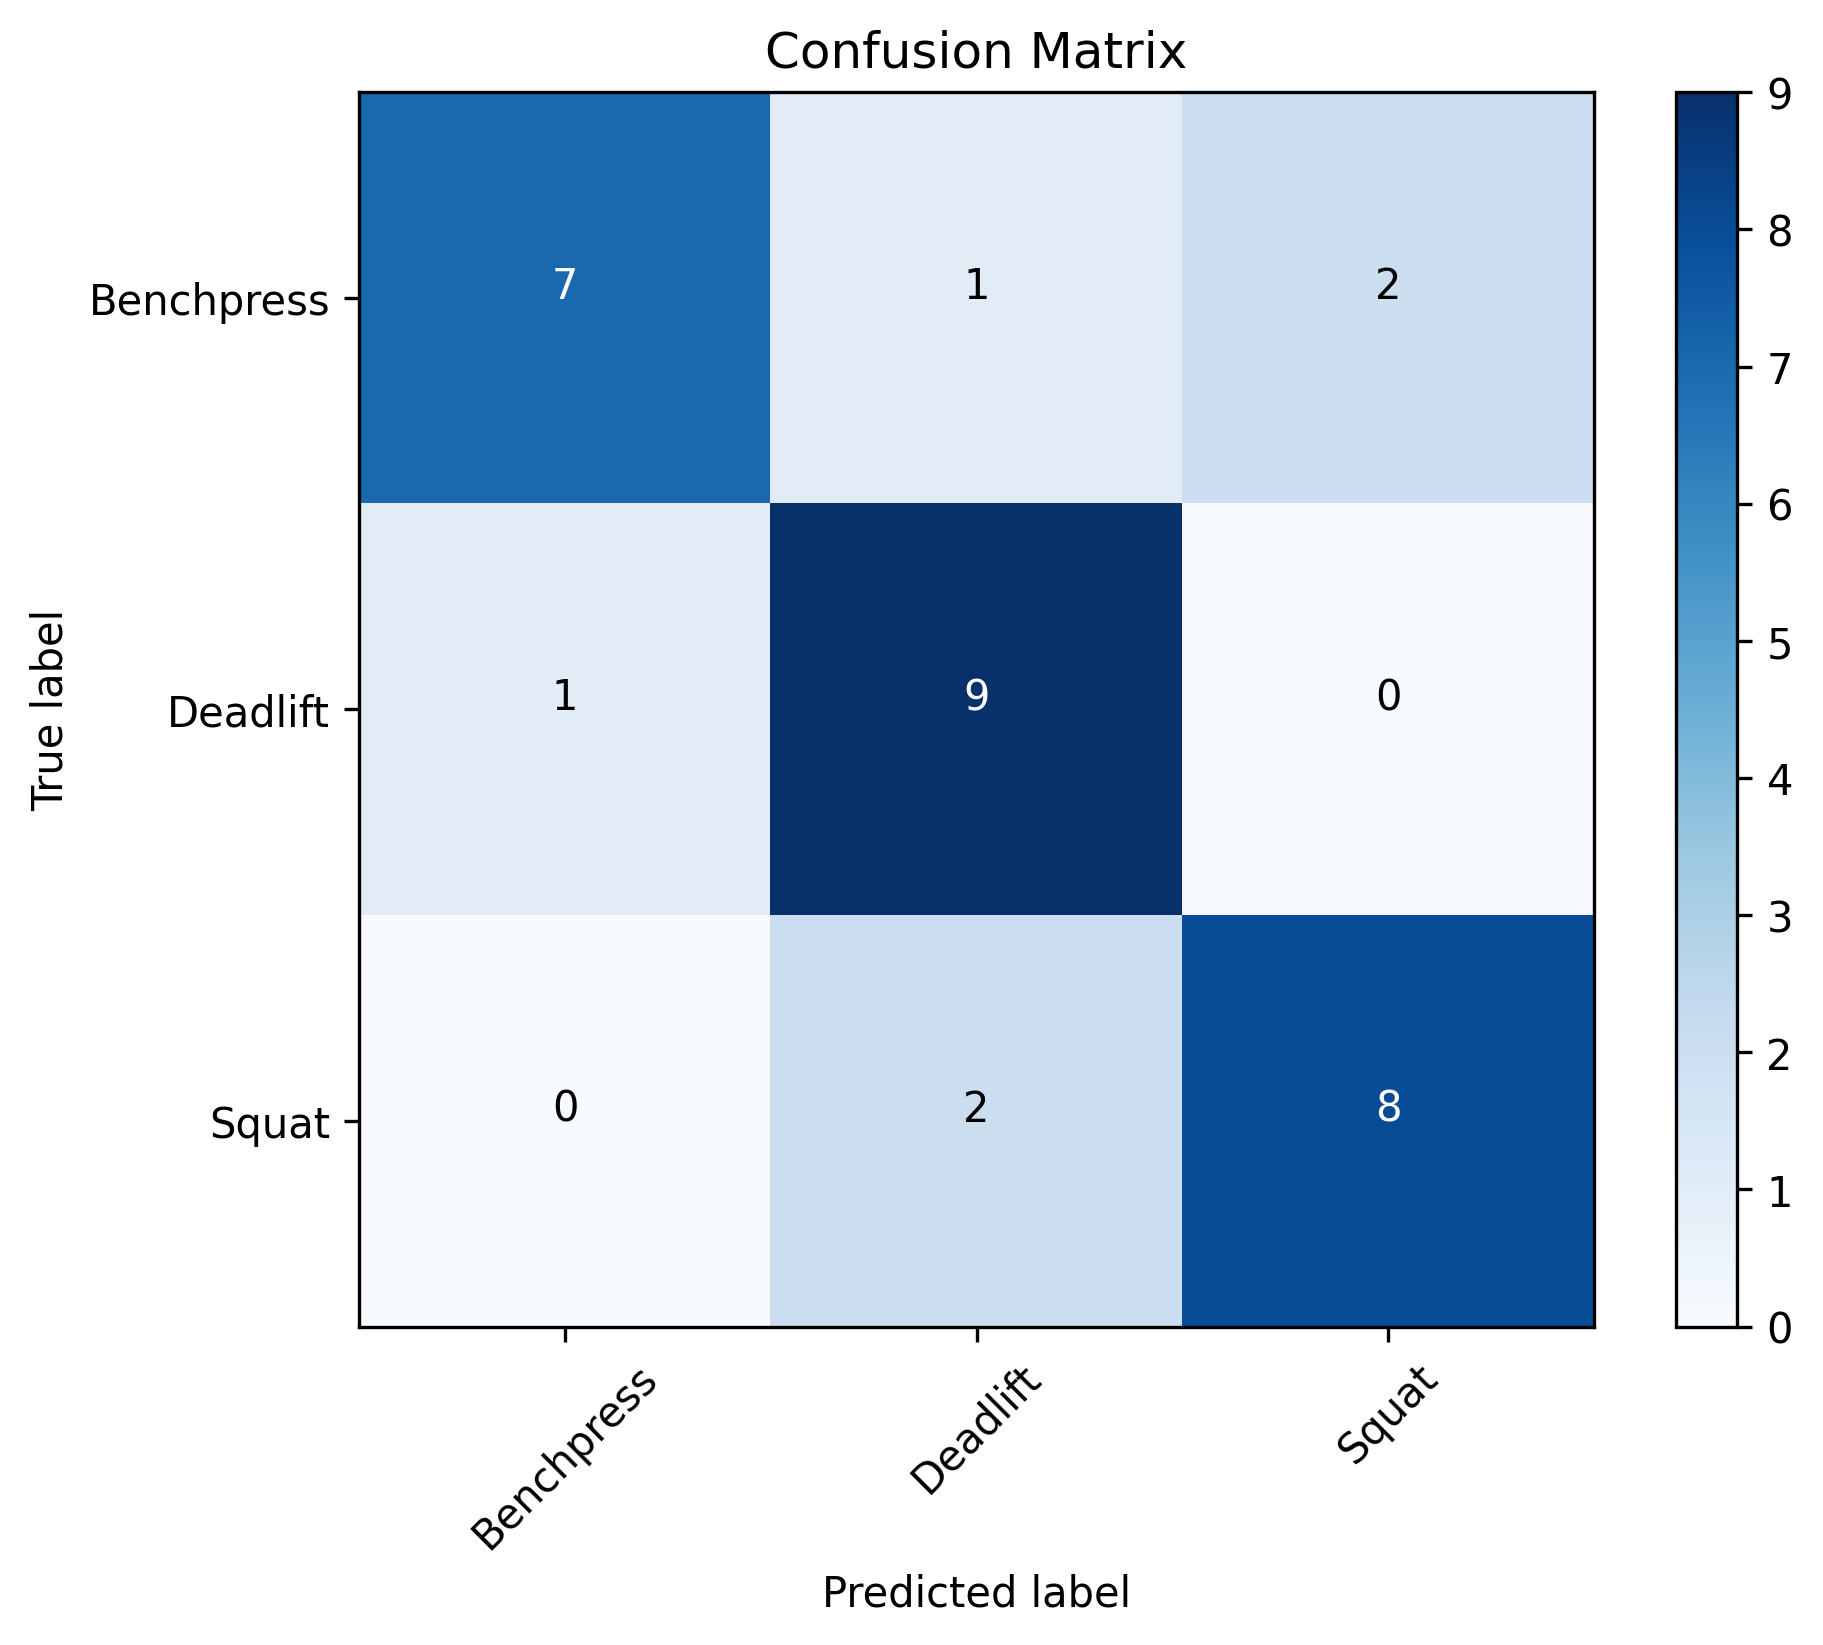 Confusion Matrix
Benchpress
Deadlift
Squat
True label
7 1 2
1 9 0
0 2 8
Benchpress Deadlift Squat
Predicted label
9
8
7
6
5
4
3
2
1
0